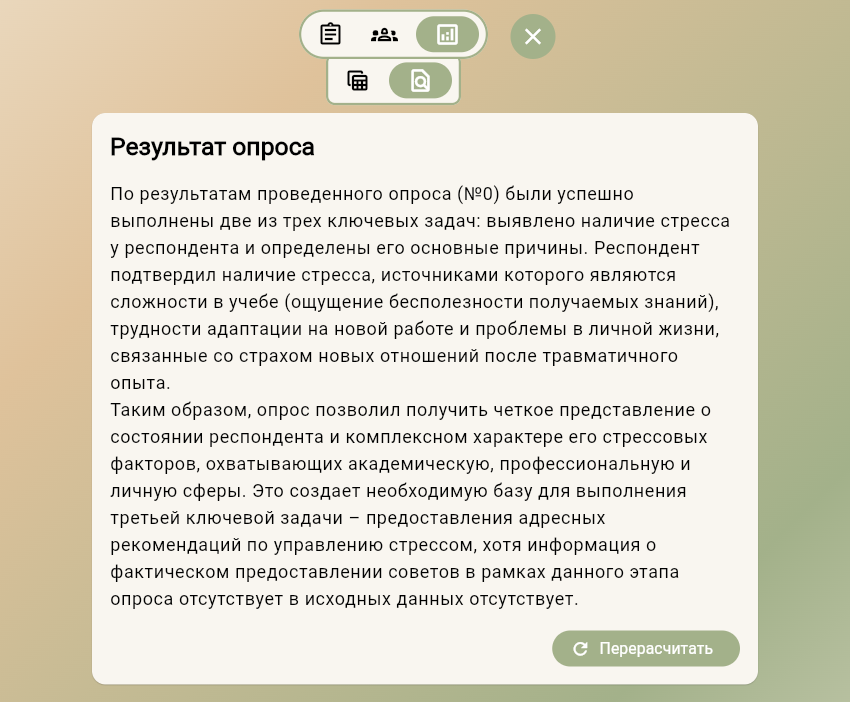 Результат опроса
По результатам проведенного опроса (№0) были успешно
выполнены две из трех ключевых задач: выявлено наличие стресса
у респондента и определены его основные причины. Респондент
подтвердил наличие стресса, источниками которого являются
сложности в учебе (ощущение бесполезности получаемых знаний),
трудности адаптации на новой работе и проблемы в личной жизни,
связанные со страхом новых отношений после травматичного
опыта.
Таким образом, опрос позволил получить четкое представление о
состоянии респондента и комплексном характере его стрессовых
факторов, охватывающих академическую, профессиональную и
личную сферы. Это создает необходимую базу для выполнения
третьей ключевой задачи – предоставления адресных
рекомендаций по управлению стрессом, хотя информация о
фактическом предоставлении советов в рамках данного этапа
опроса отсутствует в исходных данных отсутствует.
Перерасчитать